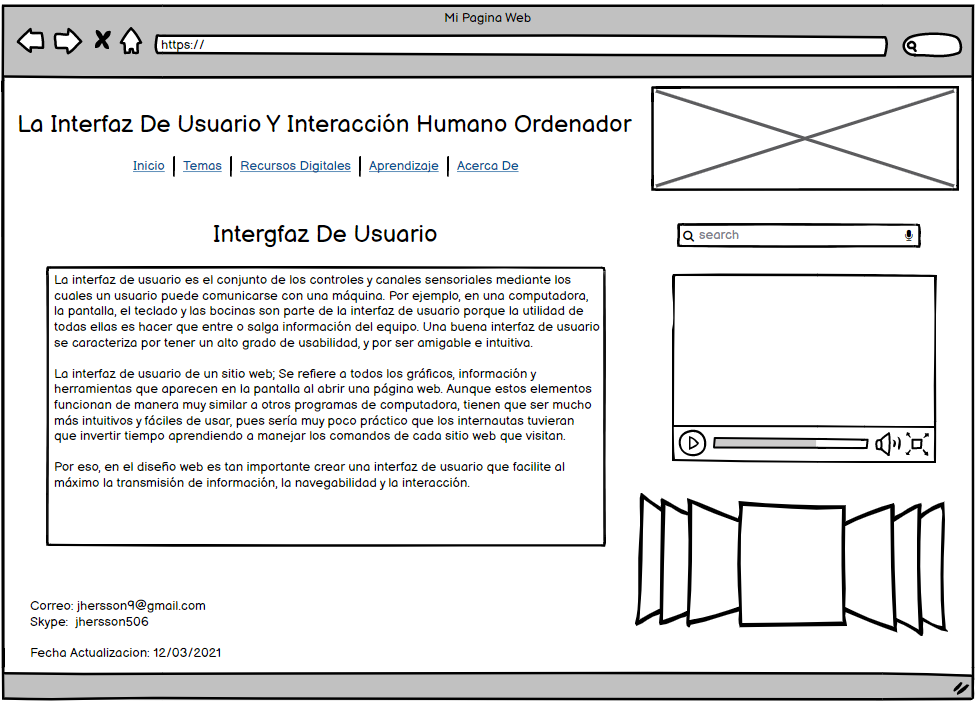 Mi Pagina Web
https://
La Interfaz De Usuario Y Interacción Humano Ordenador
Inicio | Temas | Recursos Digitales | Aprendizaje | Acerca De
Intergfaz De Usuario
search
La interfaz de usuario es el conjunto de los controles y canales sensoriales mediante los
cuales un usuario puede comunicarse con una máquina. Por ejemplo, en una computadora,
la pantalla, el teclado y las bocinas son parte de la interfaz de usuario porque la utilidad de
todas ellas es hacer que entre o salga información del equipo. Una buena interfaz de usuario
se caracteriza por tener un alto grado de usabilidad, y por ser amigable e intuitiva.
La interfaz de usuario de un sitio web; Se refiere a todos los gráficos, información y
herramientas que aparecen en la pantalla al abrir una página web. Aunque estos elementos
funcionan de manera muy similar a otros programas de computadora, tienen que ser mucho
más intuitivos y fáciles de usar, pues sería muy poco práctico que los internautas tuvieran
que invertir tiempo aprendiendo a manejar los comandos de cada sitio web que visitan.
Por eso, en el diseño web es tan importante crear una interfaz de usuario que facilite al
máximo la transmisión de información, la navegabilidad y la interacción.
Correo: jhersson9@gmail.com
Skype: jhersson506
Fecha Actualizacion: 12/03/2021